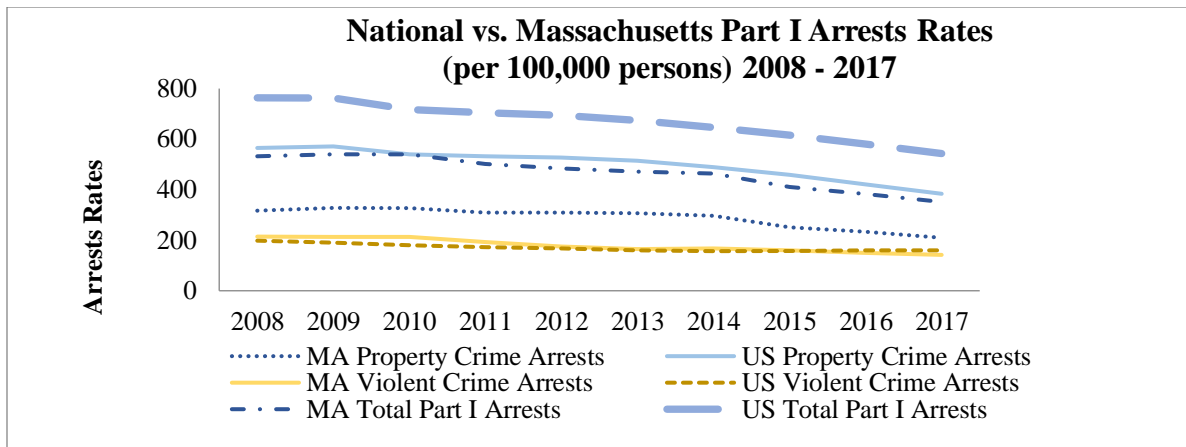 National vs. Massachusetts Part I Arrests Rates
(per 100,000 persons) 2008 - 2017
Arrests Rates
800
600
400
200
0
2008 2009 2010 2011 2012 2013 2014 2015 2016 2017
MA Property Crime Arrests US Property Crime Arrests
MA Violent Crime Arrests US Violent Crime Arrests
MA Total Part I Arrests US Total Part I Arrests